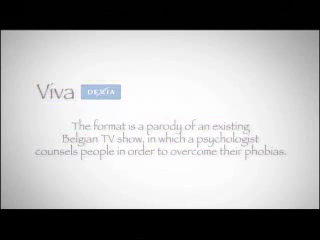 Viva DEXIA
The format is a parody of an existing
Belgian TV show, in which a psychologist
counsels people in order to overcome their phobias.